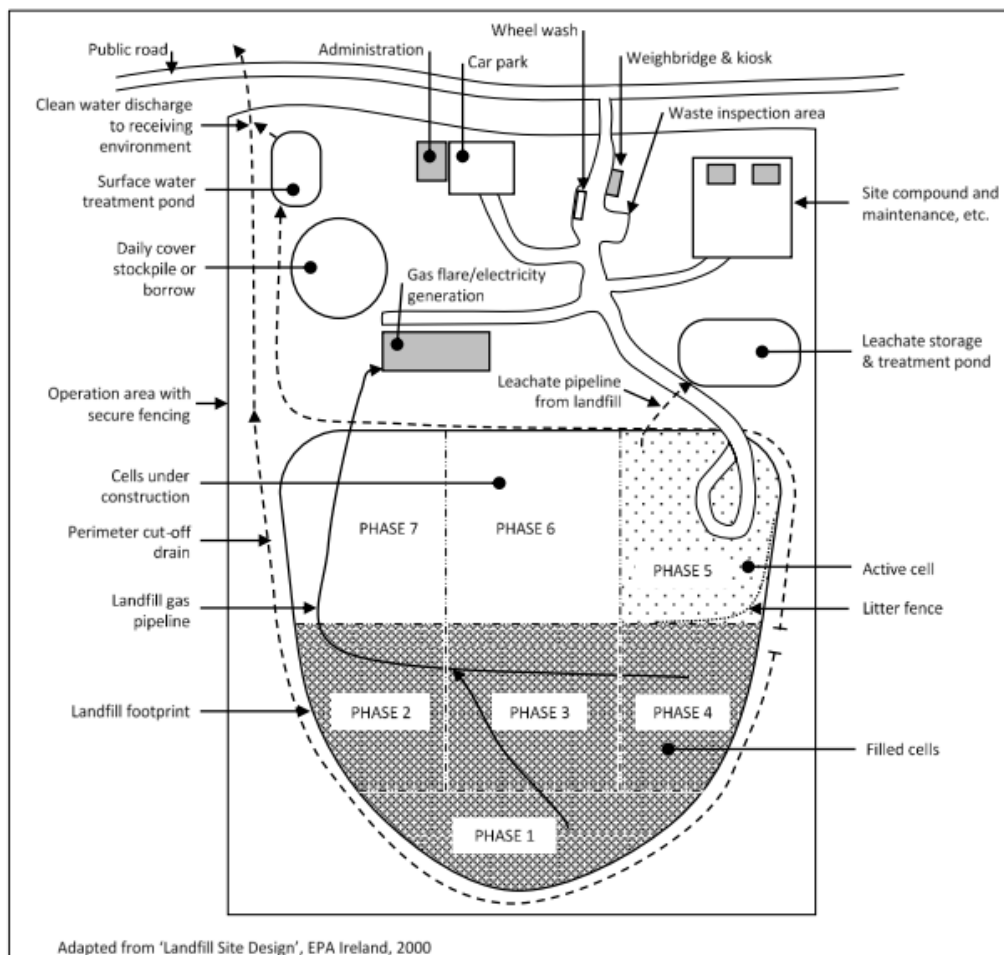 Wheel wash
Public road
Administration
Car park
Weighbridge & kiosk
Clean water discharge
to receiving
environment
Waste inspection area
Surface water
treatment pond
Site compound and
maintenance, etc.
Daily cover
stockpile or
borrow
Gas flare/electricity
generation
Leachate storage
& treatment pond
Leachate pipeline
from landfill
Operation area with
secure fencing
Cells under
construction
PHASE 7
PHASE 6
PHASE 5
Perimeter cut-off
drain
Active cell
Litter fence
Landfill gas
pipeline
Landfill footprint
PHASE 2
PHASE 3
PHASE 4
Filled cells
PHASE 1
Adapted from 'Landfill Site Design', EPA Ireland, 2000